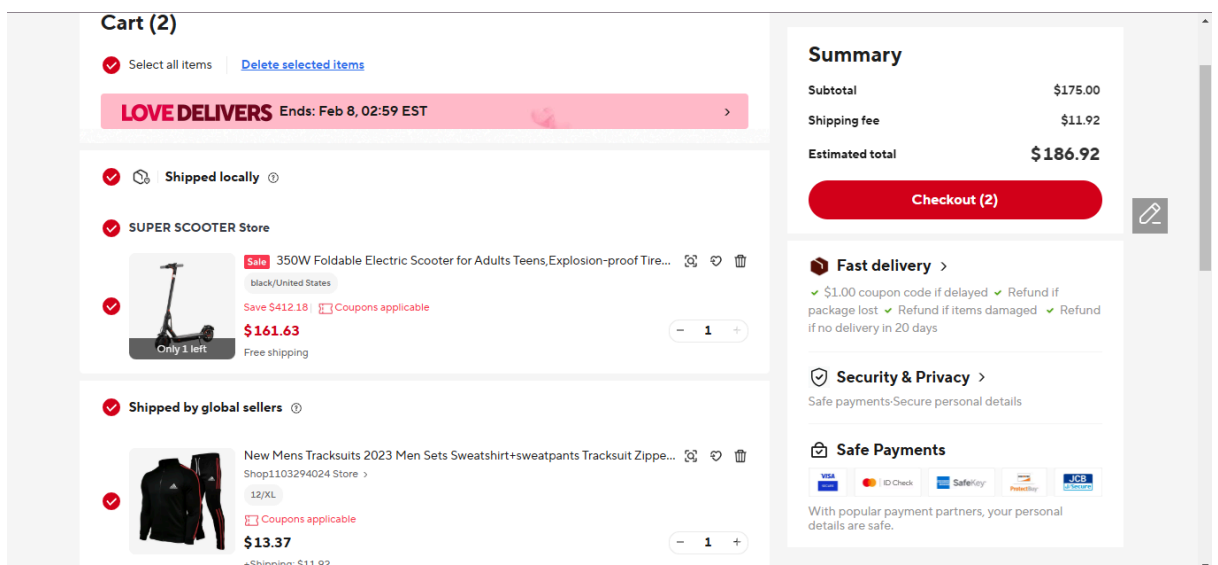 Cart (2)
Select all items
Delete selected items
LOVE DELIVERS Ends: Feb 8, 02:59 EST
Shipped locally
SUPER SCOOTER Store
Sale 350W Foldable Electric Scooter for Adults Teens,Explosion-proof Tire...
black/United States
Save $412.18 Coupons applicable
$161.63
- 1 +
Only 1 left
Free shipping
Shipped by global sellers
New Mens Tracksuits 2023 Men Sets Sweatshirt+sweatpants Tracksuit Zippe...
Shop1103294024 Store >
12/XL
Coupons applicable
$13.37
- 1 +
+Shipping: $11.92
Summary
Subtotal $175.00
Shipping fee $11.92
Estimated total $186.92
Checkout (2)
Fast delivery >
$1.00 coupon code if delayed Refund if
package lost Refund if items damaged Refund
if no delivery in 20 days
Security & Privacy >
Safe payments·Secure personal details
Safe Payments
VISA
ID Check
SafeKey
ProtectBuy
JCB
J/Secure
With popular payment partners, your personal
details are safe.